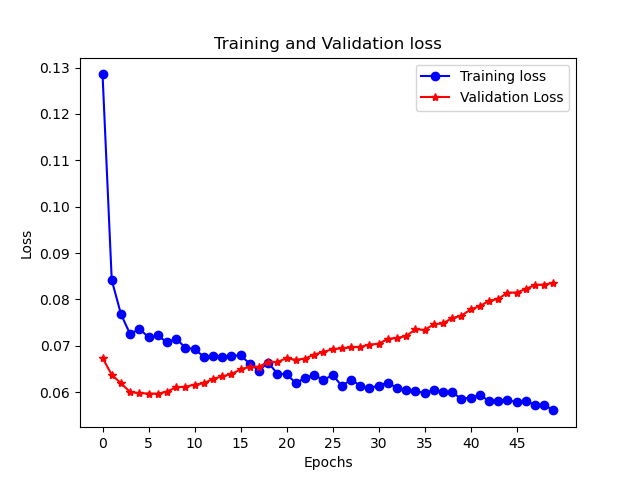 Training and Validation loss
Training loss
Validation Loss
0.13
0.12
0.11
0.10
0.09
0.08
0.07
0.06
Loss
0 5 10 15 20 25 30 35 40 45
Epochs